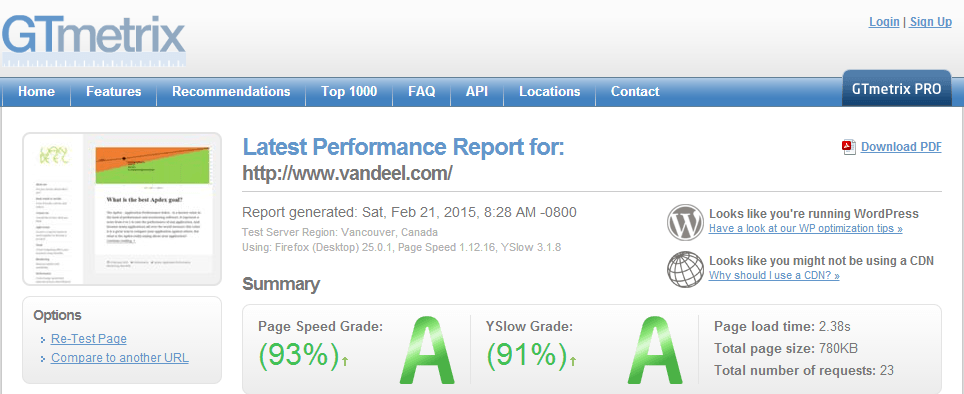 GTmetrix
Login | Sign Up
Home
Features
Recommendations
Top 1000
FAQ
API
Locations
Contact
GTmetrix PRO
VAN
DEEL
What is the best Apdex goal?
Latest Performance Report for:
http://www.vandeel.com/
Download PDF
Report generated: Sat, Feb 21, 2015, 8:28 AM -0800
Test Server Region: Vancouver, Canada
Using: Firefox (Desktop) 25.0.1, Page Speed 1.12.16, YSlow 3.1.8
Looks like you're running WordPress
Have a look at our WP optimization tips »
Looks like you might not be using a CDN
Why should I use a CDN? »
Options
Re-Test Page
Compare to another URL
Summary
Page Speed Grade:
(93%)↑
A
YSlow Grade:
(91%)↑
A
Page load time: 2.38s
Total page size: 780KB
Total number of requests: 23